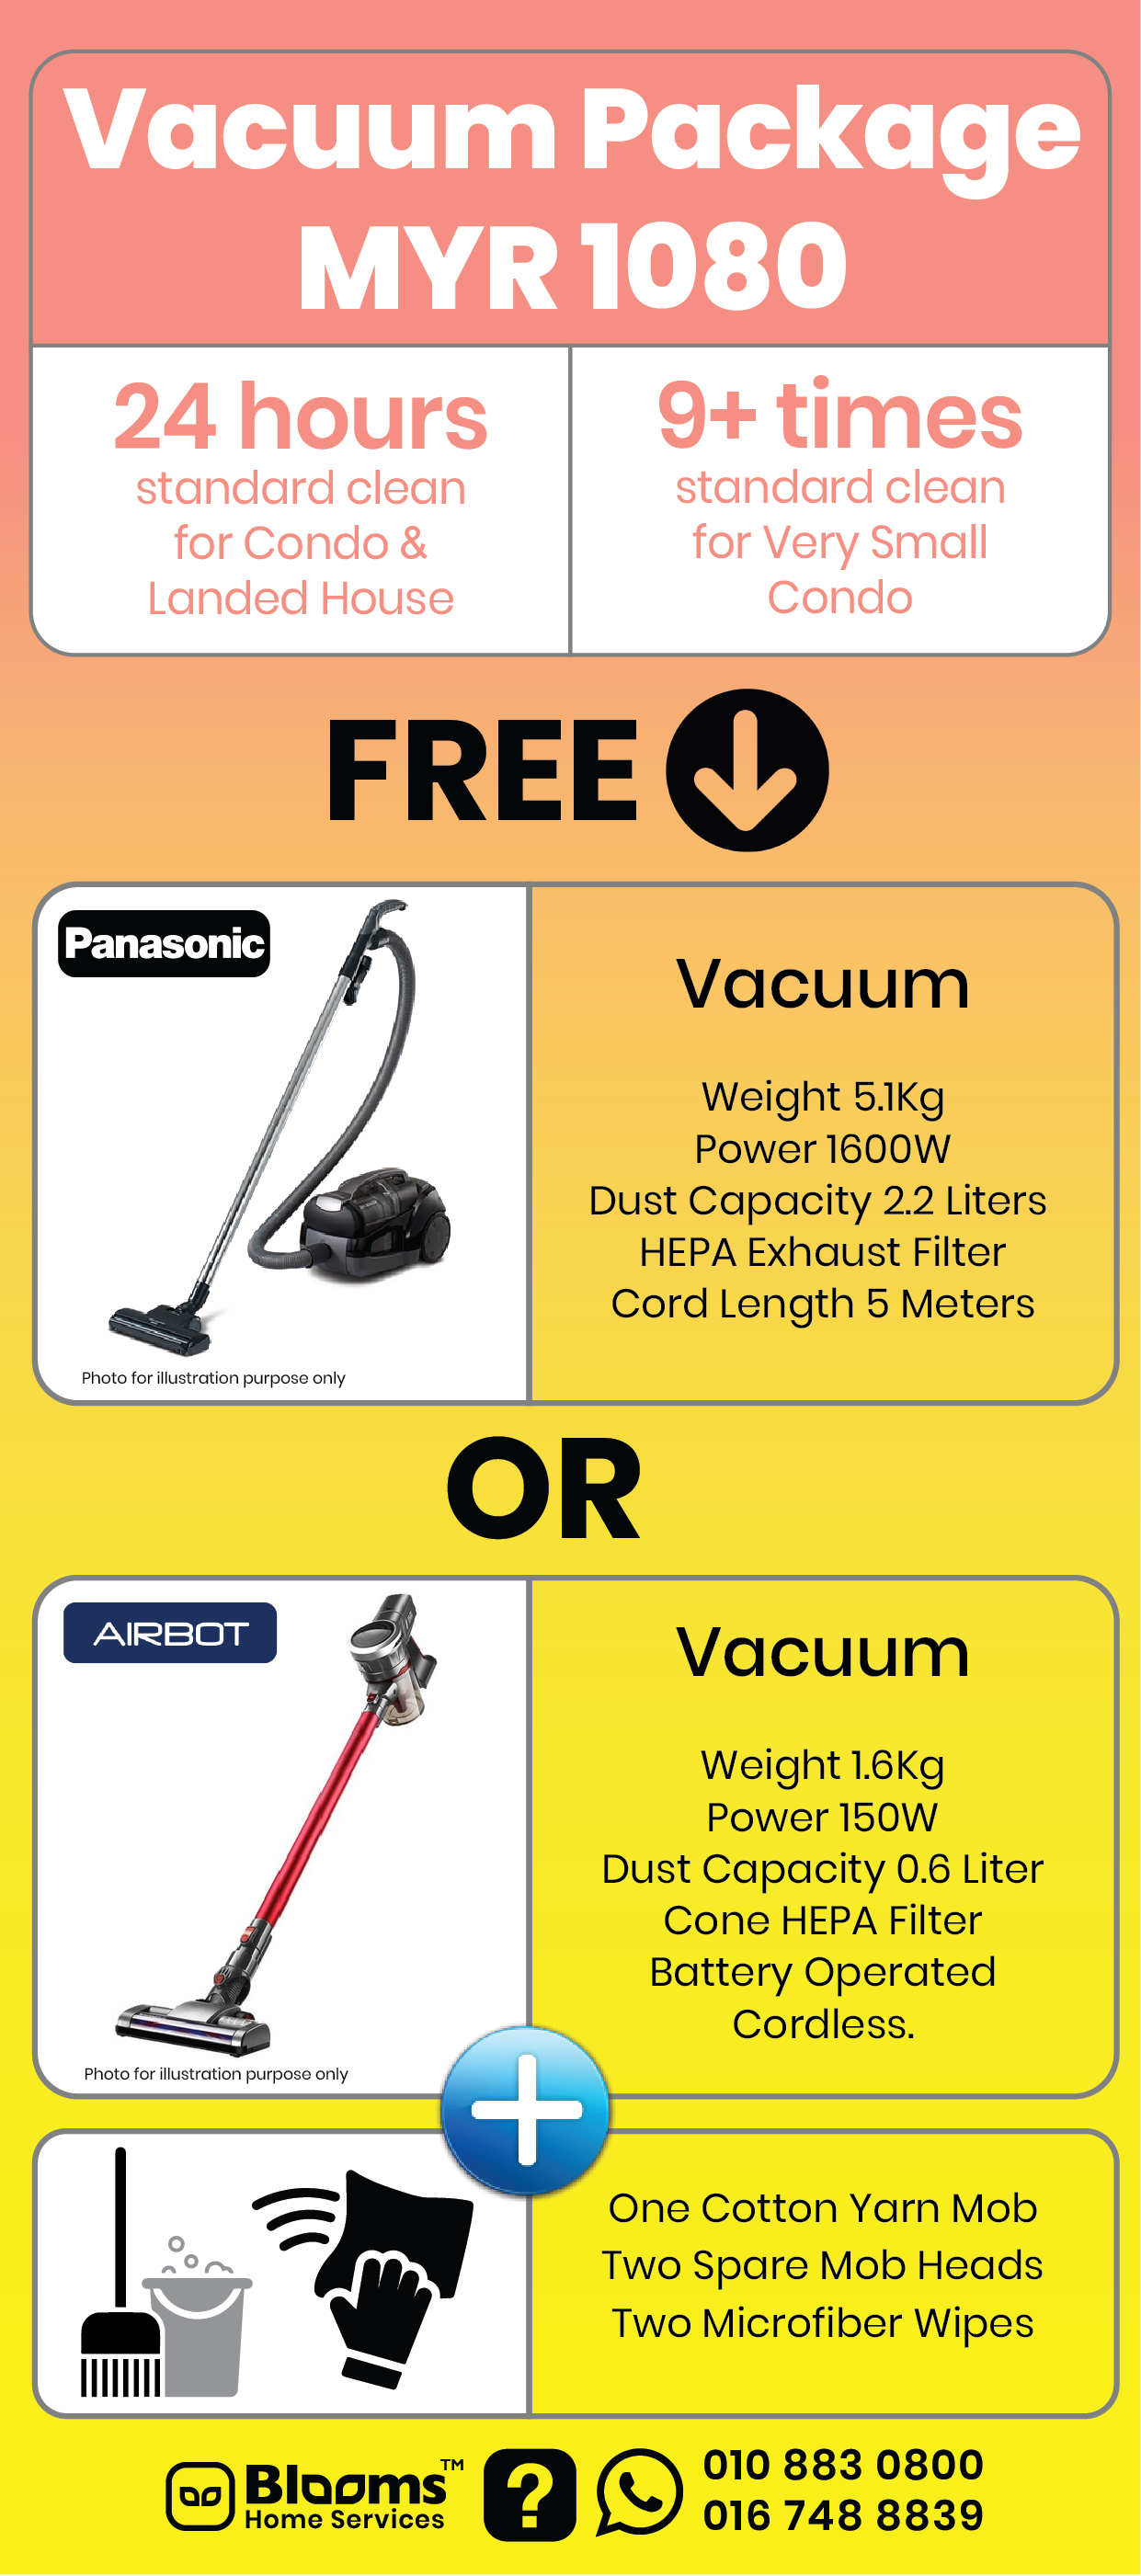 Vacuum Package
MYR 1080
24 hours
standard clean
for Condo &
Landed House
9+ times
standard clean
for Very Small
Condo
FREE
Panasonic
Photo for illustration purpose only
Vacuum
Weight 5.1Kg
Power 1600W
Dust Capacity 2.2 Liters
HEPA Exhaust Filter
Cord Length 5 Meters
OR
AIRBOT
Photo for illustration purpose only
Vacuum
Weight 1.6Kg
Power 150W
Dust Capacity 0.6 Liter
Cone HEPA Filter
Battery Operated
Cordless.
One Cotton Yarn Mob
Two Spare Mob Heads
Two Microfiber Wipes
Blooms™
Home Services
?
010 883 0800
016 748 8839